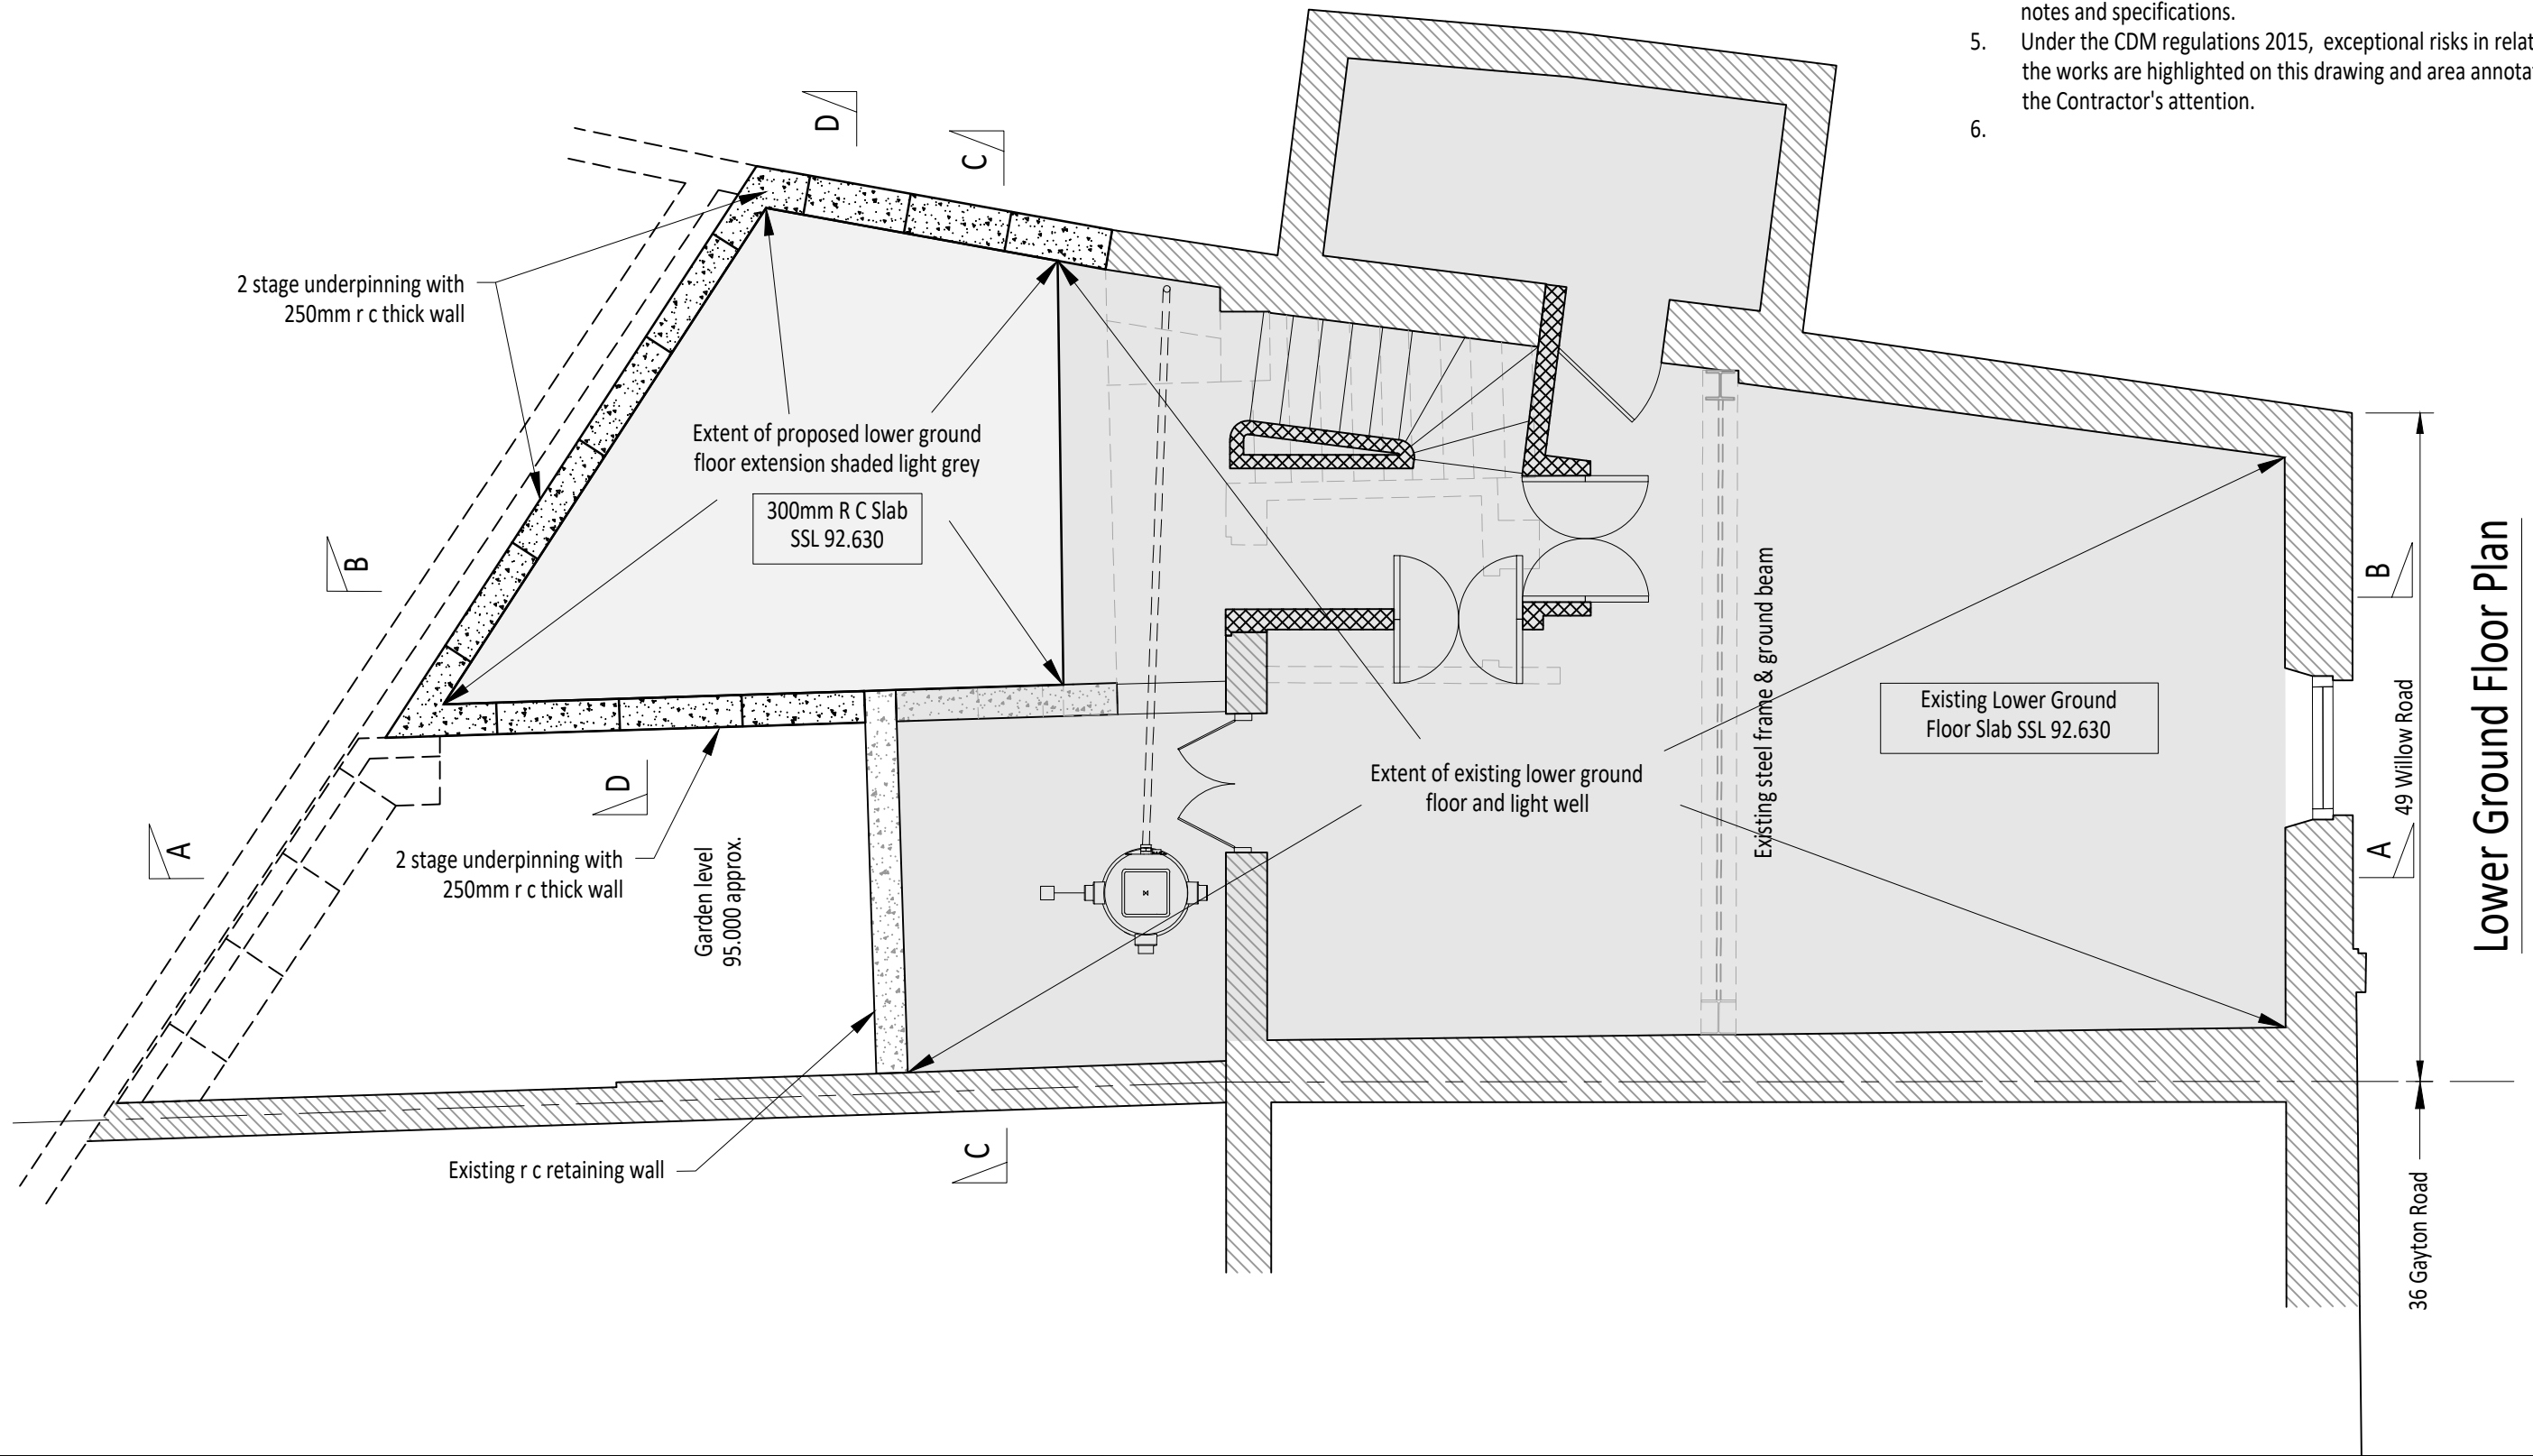 notes and specifications.
5. Under the CDM regulations 2015, exceptional risks in relat
the works are highlighted on this drawing and area annota
the Contractor's attention.
6.
D
C
2 stage underpinning with
250mm r c thick wall
Extent of proposed lower ground
floor extension shaded light grey
300mm R C Slab
SSL 92.630
B
B
Existing steel frame & ground beam
Existing Lower Ground
Floor Slab SSL 92.630
49 Willow Road
Lower Ground Floor Plan
Extent of existing lower ground
floor and light well
D
A
A
2 stage underpinning with
250mm r c thick wall
Garden level
95.000 approx.
Existing r c retaining wall
C
36 Gayton Road